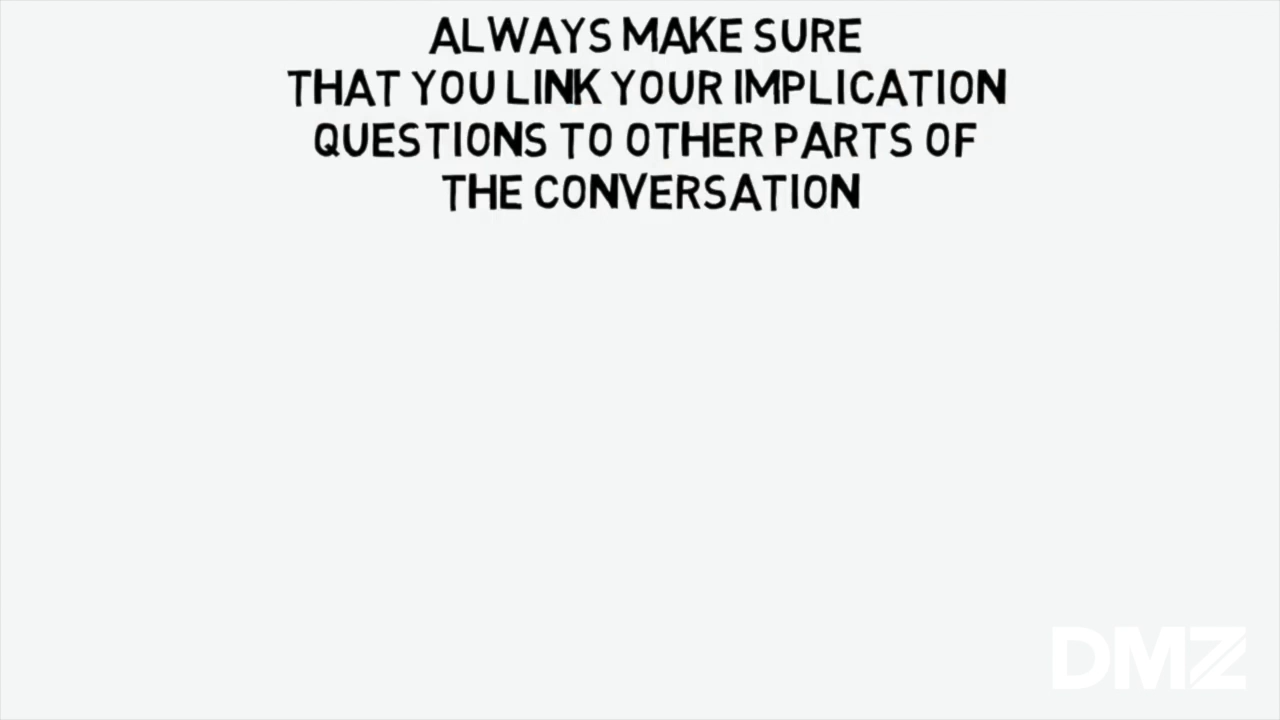 ALWAYS MAKE SURE
THAT YOU LINK YOUR IMPLICATION
QUESTIONS TO OTHER PARTS OF
THE CONVERSATION
DMZ